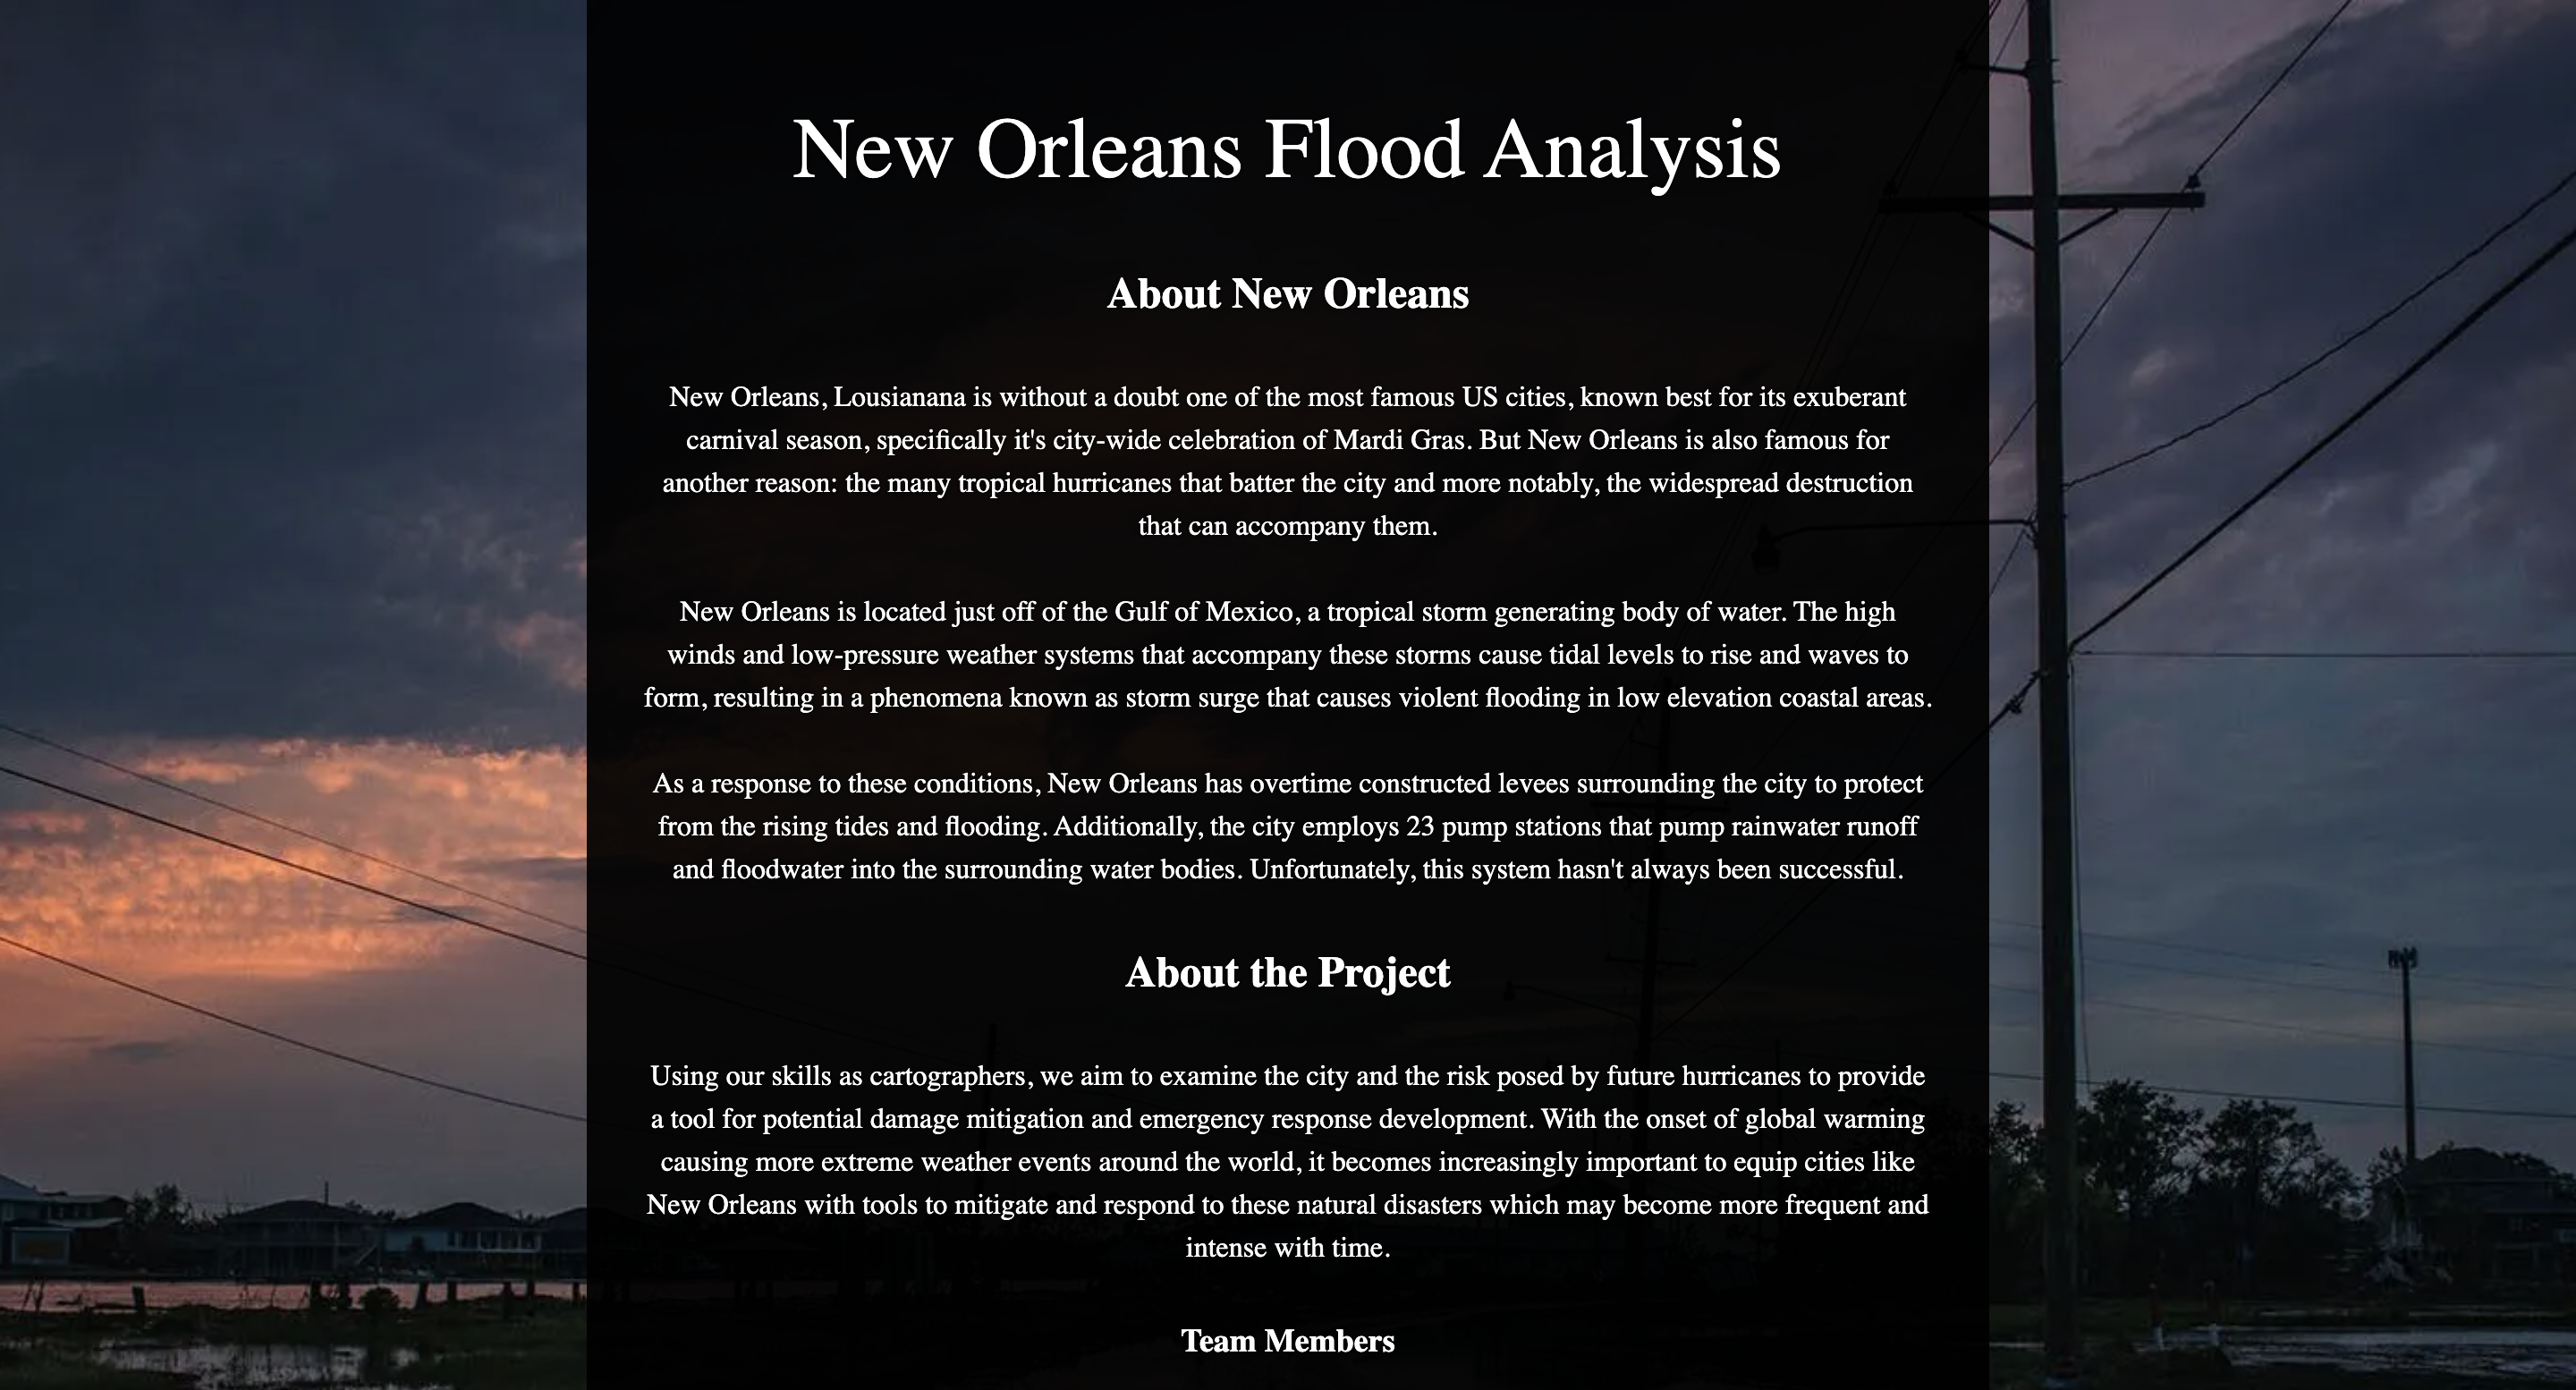 New Orleans Flood Analysis
About New Orleans
New Orleans, Lousianana is without a doubt one of the most famous US cities, known best for its exuberant
carnival season, specifically it's city-wide celebration of Mardi Gras. But New Orleans is also famous for
another reason: the many tropical hurricanes that batter the city and more notably, the widespread destruction
that can accompany them.
New Orleans is located just off of the Gulf of Mexico, a tropical storm generating body of water. The high
winds and low-pressure weather systems that accompany these storms cause tidal levels to rise and waves to
form, resulting in a phenomena known as storm surge that causes violent flooding in low elevation coastal areas.
As a response to these conditions, New Orleans has overtime constructed levees surrounding the city to protect
from the rising tides and flooding. Additionally, the city employs 23 pump stations that pump rainwater runoff
and floodwater into the surrounding water bodies. Unfortunately, this system hasn't always been successful.
About the Project
Using our skills as cartographers, we aim to examine the city and the risk posed by future hurricanes to provide
a tool for potential damage mitigation and emergency response development. With the onset of global warming
causing more extreme weather events around the world, it becomes increasingly important to equip cities like
New Orleans with tools to mitigate and respond to these natural disasters which may become more frequent and
intense with time.
Team Members